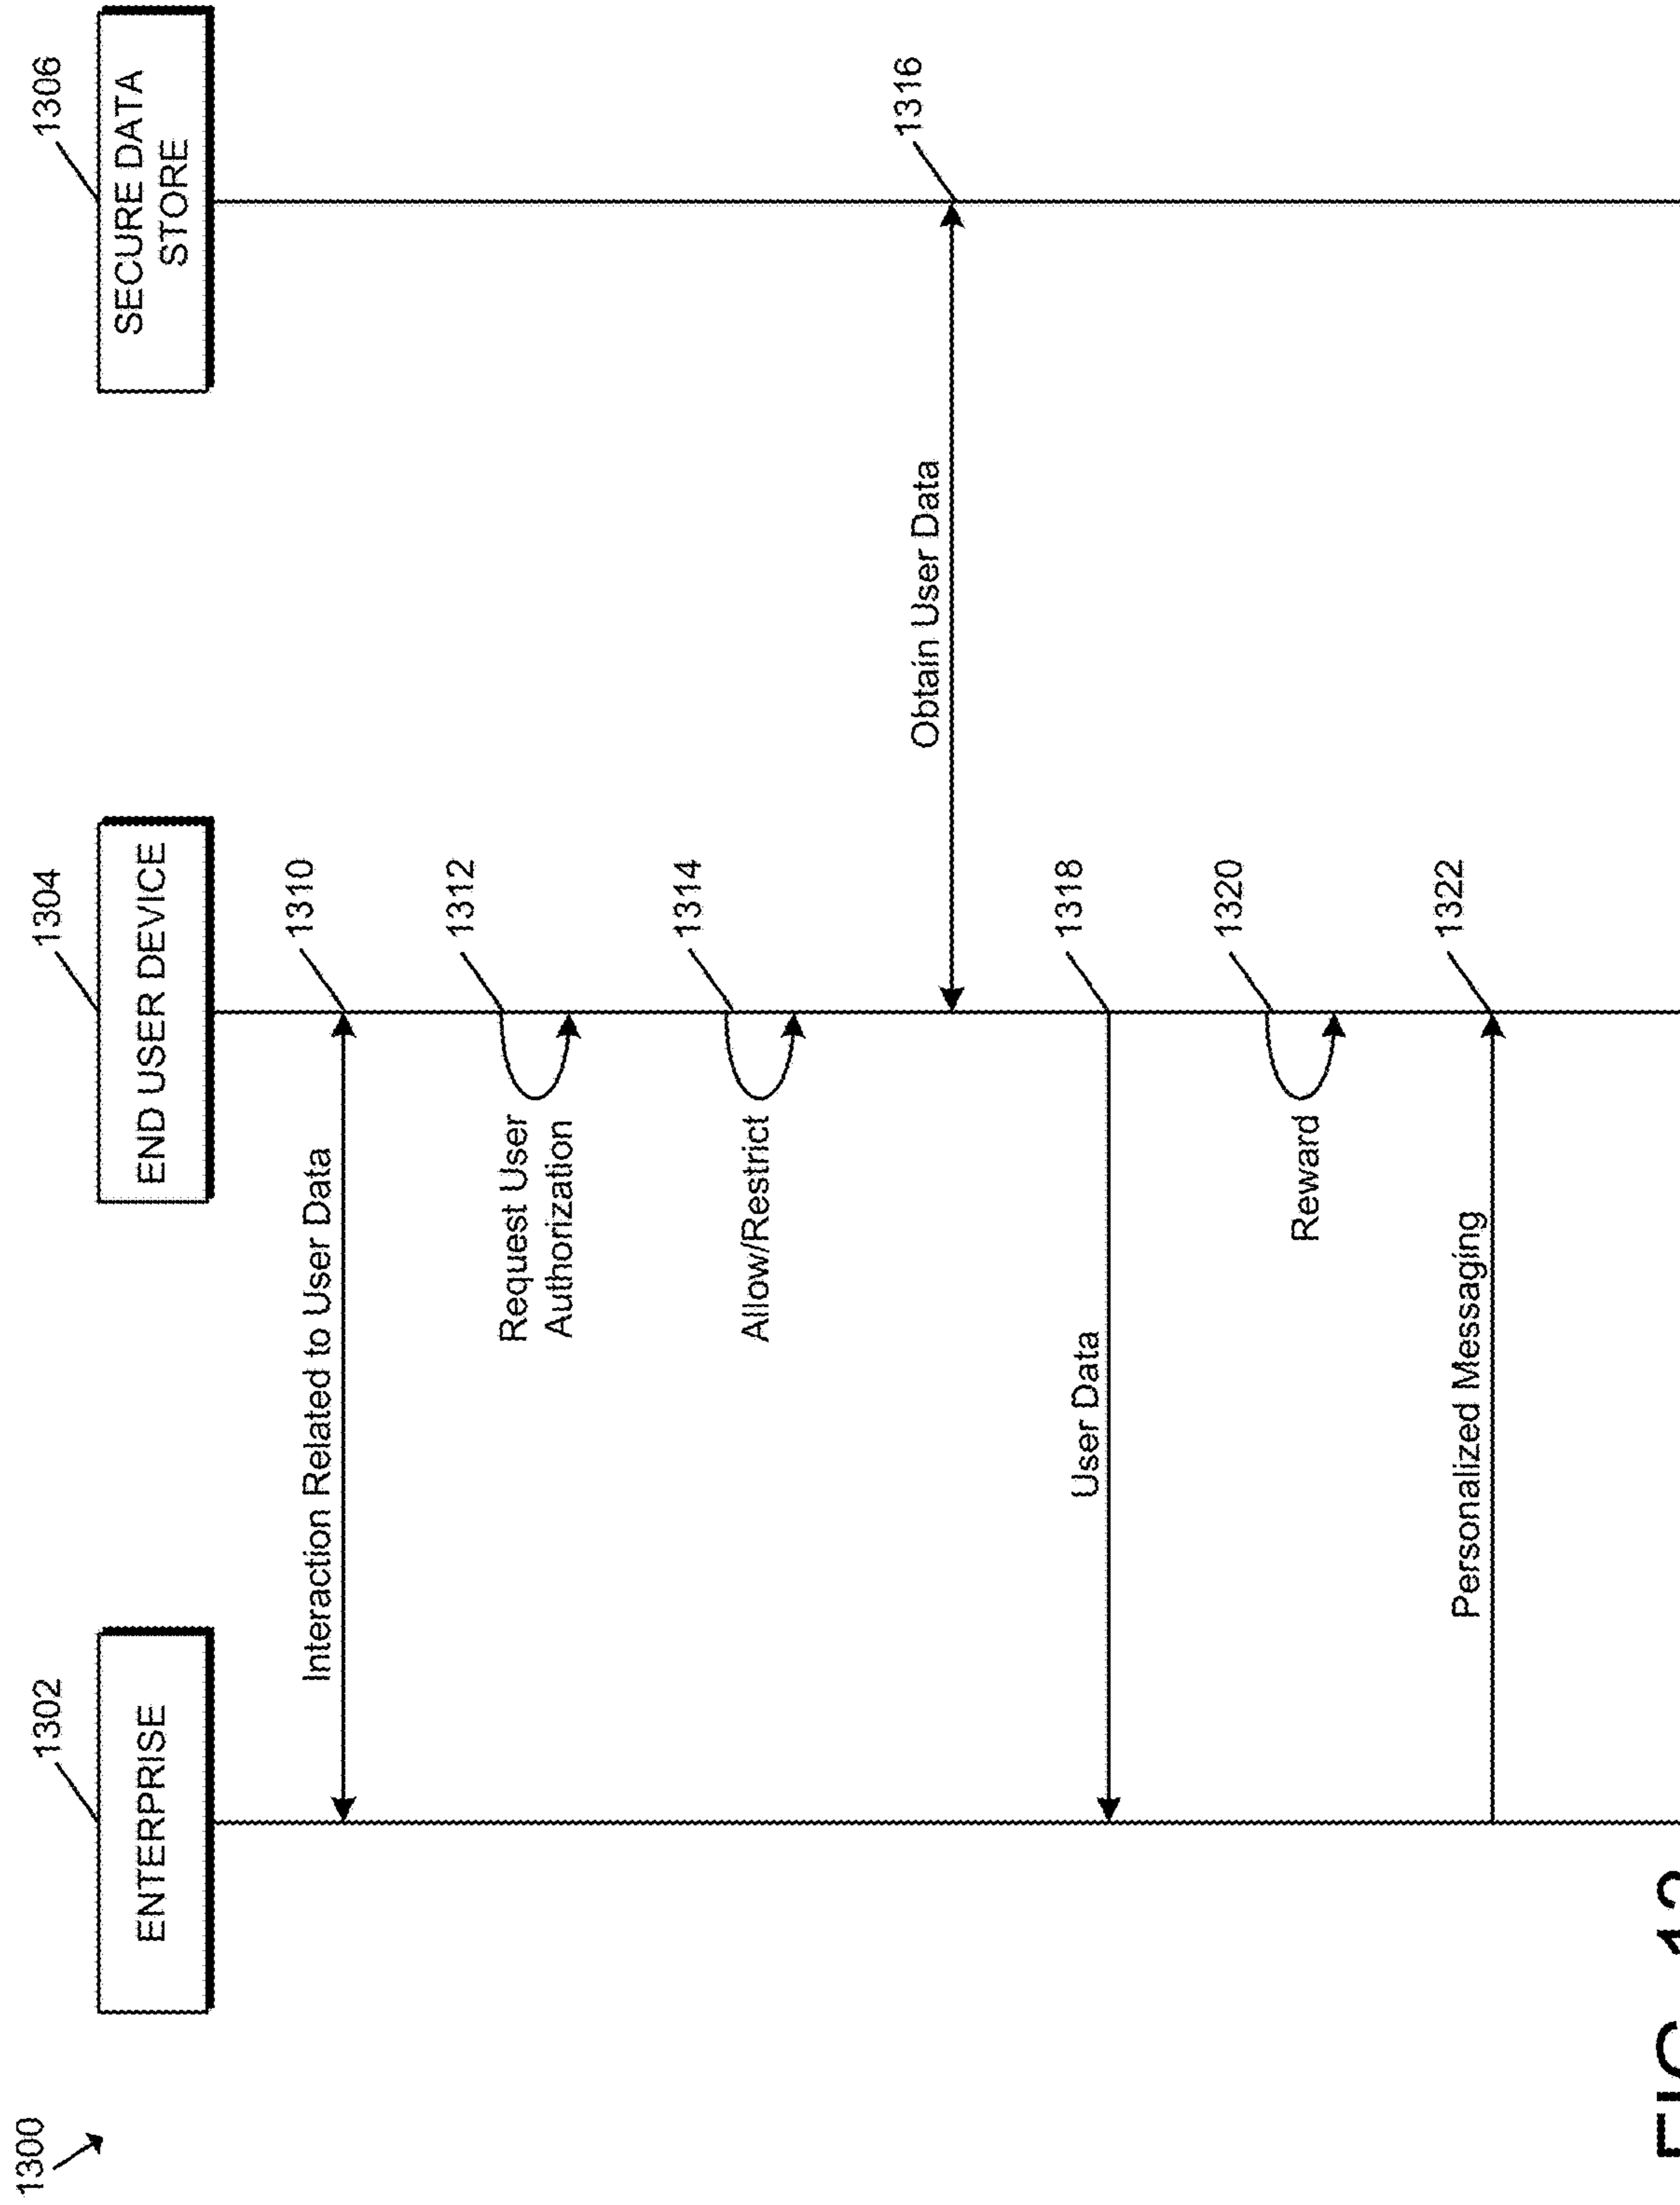 1300
1302
ENTERPRISE
1304
END USER DEVICE
1306
SECURE DATA
STORE
Interaction Related to User Data
1310
Request User
Authorization
1312
Allow/Restrict
1314
Obtain User Data
1316
User Data
1318
Reward
1320
Personalized Messaging
1322